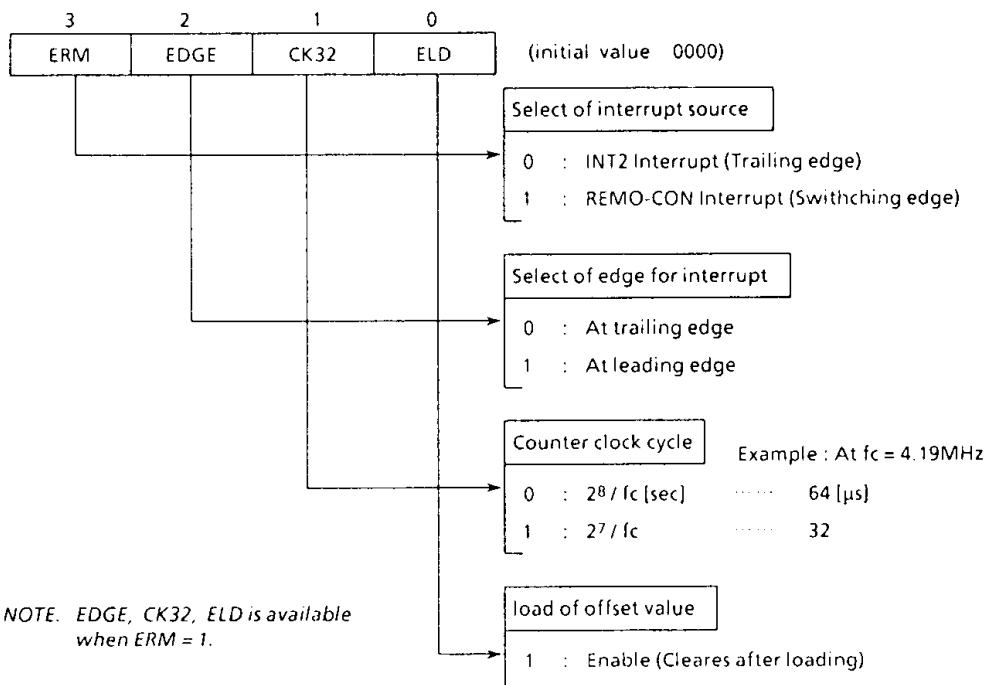 3 2 1 0
ERM EDGE CK32 ELD (initial value 0000)
Select of interrupt source
0 : INT2 Interrupt (Trailing edge)
1 : REMO-CON Interrupt (Swithching edge)
Select of edge for interrupt
0 : At trailing edge
1 : At leading edge
Counter clock cycle Example : At fc = 4.19MHz
0 : 2⁸ / fc [sec] ······ 64 [µs]
1 : 2⁷ / fc ······ 32
NOTE. EDGE, CK32, ELD is available
when ERM = 1.
load of offset value
1 : Enable (Cleares after loading)